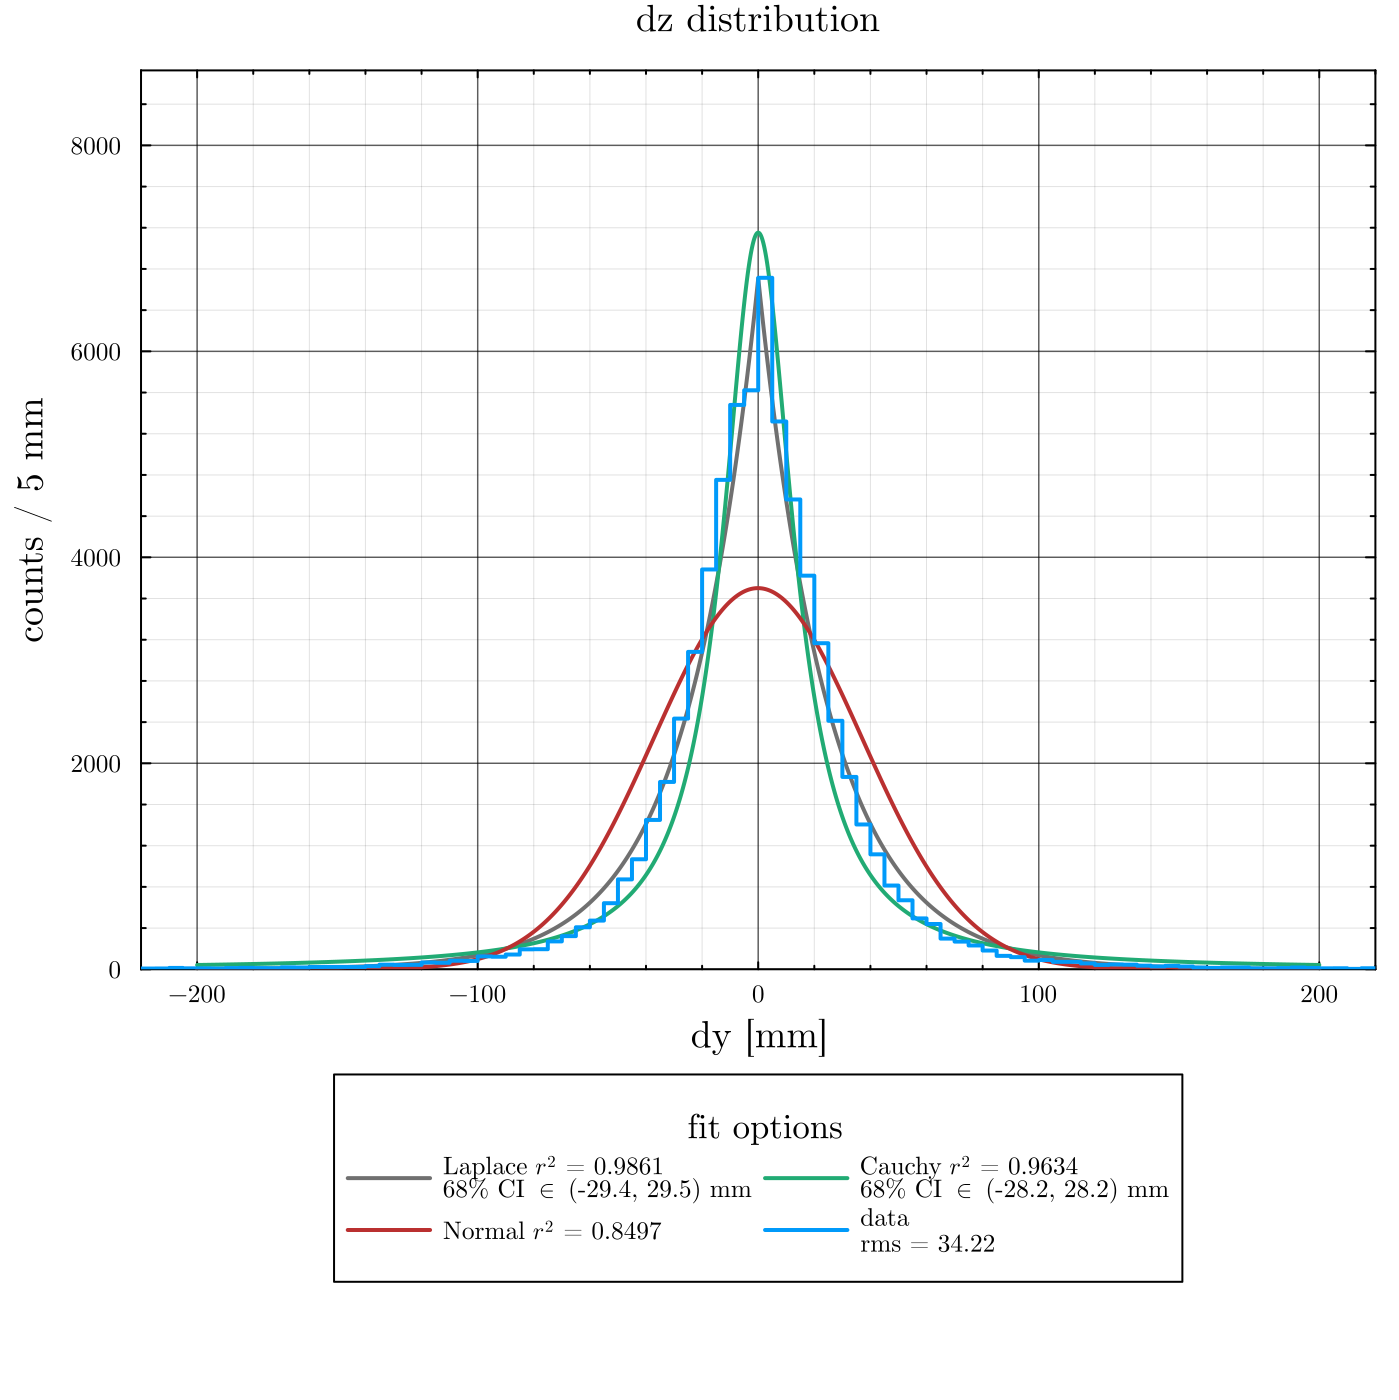 dz distribution
counts / 5 mm
8000
6000
4000
2000
0
−200 −100 0 100 200
dy [mm]
fit options
Laplace r² = 0.9861
68% CI ∈ (-29.4, 29.5) mm
Cauchy r² = 0.9634
68% CI ∈ (-28.2, 28.2) mm
Normal r² = 0.8497
data
rms = 34.22